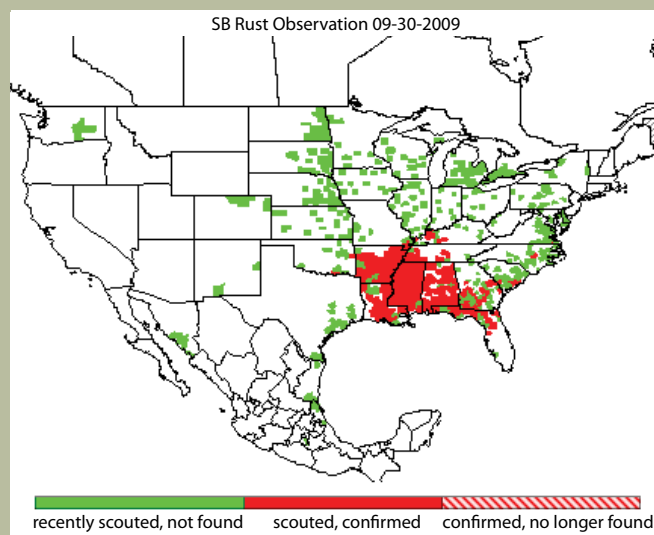 SB Rust Observation 09-30-2009
recently scouted, not found
scouted, confirmed
confirmed, no longer found